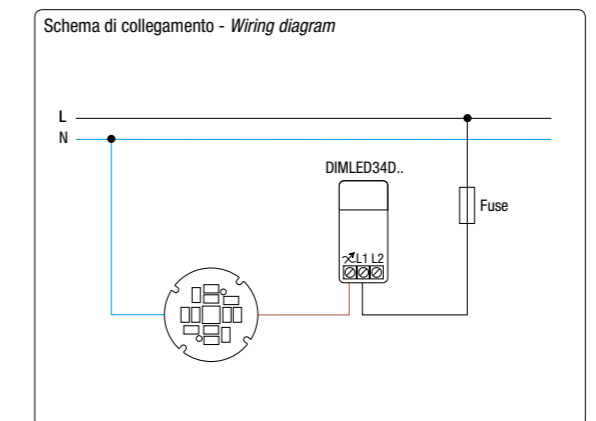 Schema di collegamento - Wiring diagram
L
N
DIMLED34D..
Fuse
L1 L2